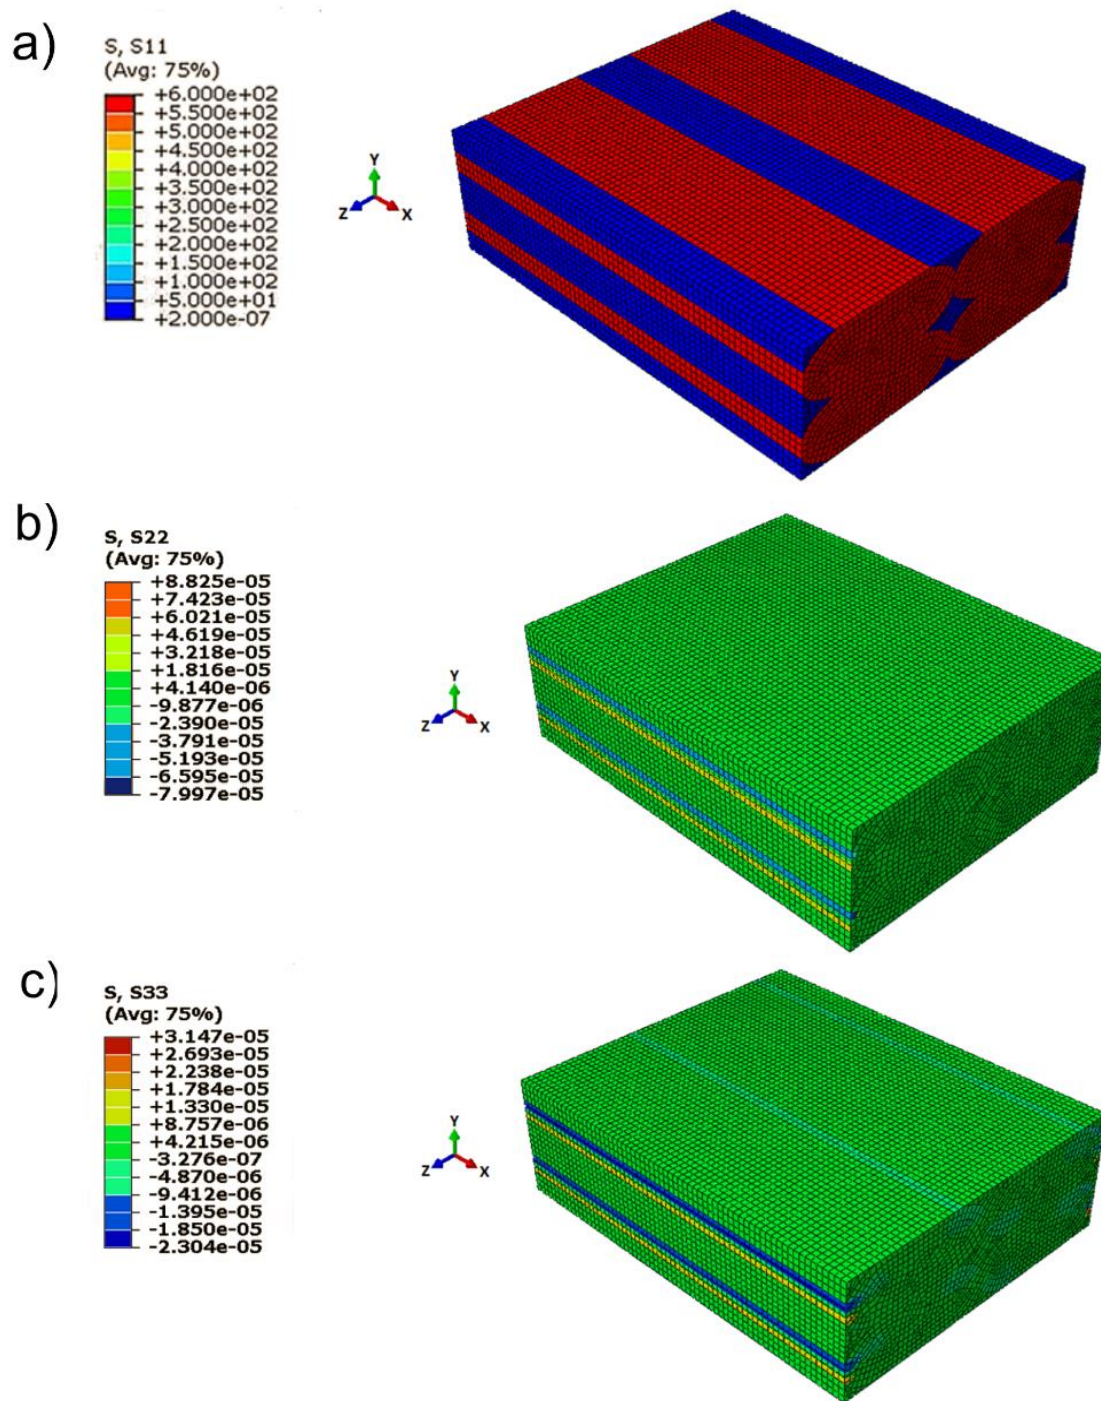 a)
S, S11
(Avg: 75%)
+6.000e+02
+5.500e+02
+5.000e+02
+4.500e+02
+4.000e+02
+3.500e+02
+3.000e+02
+2.500e+02
+2.000e+02
+1.500e+02
+1.000e+02
+5.000e+01
+2.000e-07
Y
Z
X
b)
S, S22
(Avg: 75%)
+8.825e-05
+7.423e-05
+6.021e-05
+4.619e-05
+3.218e-05
+1.816e-05
+4.140e-06
-9.877e-06
-2.390e-05
-3.791e-05
-5.193e-05
-6.595e-05
-7.997e-05
Y
Z
X
c)
S, S33
(Avg: 75%)
+3.147e-05
+2.693e-05
+2.238e-05
+1.784e-05
+1.330e-05
+8.757e-06
+4.215e-06
-3.276e-07
-4.870e-06
-9.412e-06
-1.395e-05
-1.850e-05
-2.304e-05
Y
Z
X